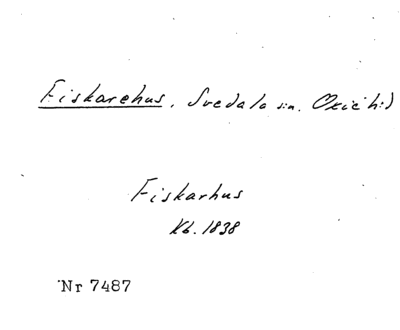 Fiskarehus, Svedala sn. Oxie h:d
Fiskarhus
Kb. 1838
Nr 7487